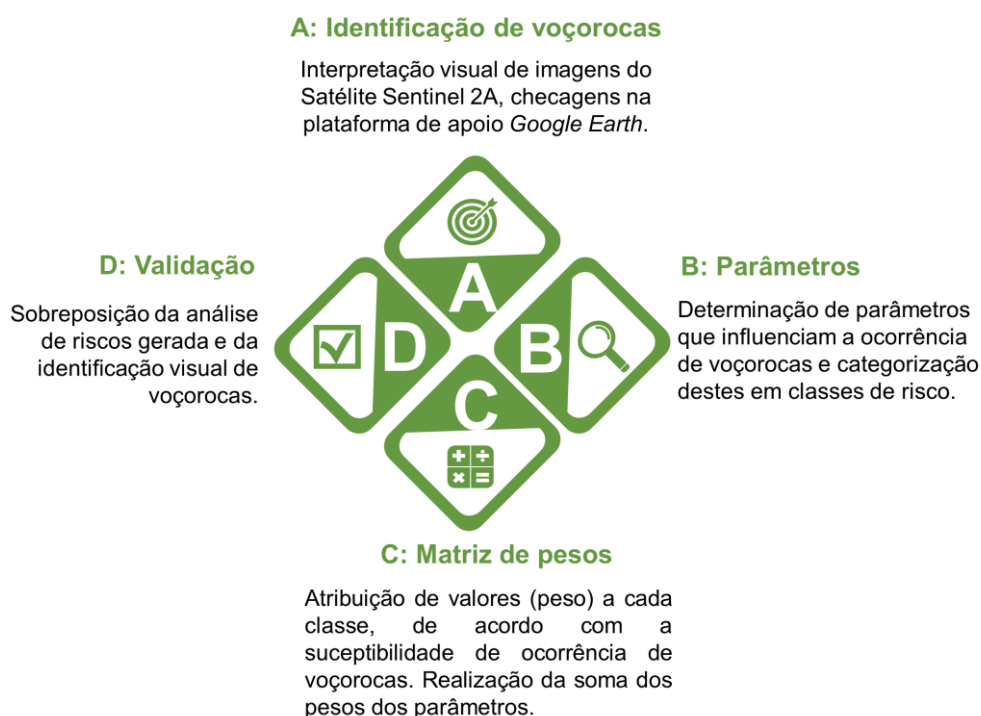 A: Identificação de voçorocas
Interpretação visual de imagens do
Satélite Sentinel 2A, checagens na
plataforma de apoio Google Earth.
D: Validação
Sobreposição da análise
de riscos gerada e da
identificação visual de
voçorocas.
A
D
B
C
B: Parâmetros
Determinação de parâmetros
que influenciam a ocorrência
de voçorocas e categorização
destes em classes de risco.
C: Matriz de pesos
Atribuição de valores (peso) a cada
classe, de acordo com a
suceptibilidade de ocorrência de
voçorocas. Realização da soma dos
pesos dos parâmetros.